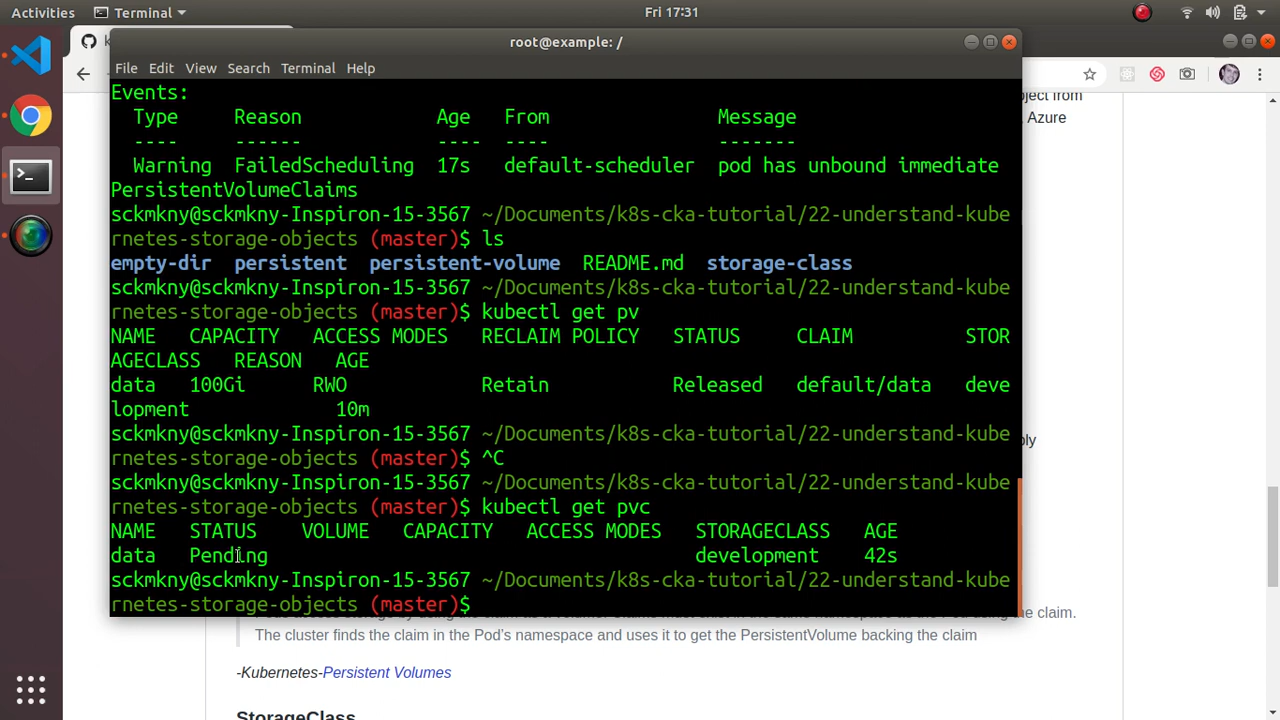 Activities Terminal Fri 17:31
root@example: /
File Edit View Search Terminal Help
Events:
Type Reason Age From Message
---- ------ ---- ---- -------
Warning FailedScheduling 17s default-scheduler pod has unbound immediate
PersistentVolumeClaims
sckmkny@sckmkny-Inspiron-15-3567 ~/Documents/k8s-cka-tutorial/22-understand-kube
rnetes-storage-objects (master)$ ls
empty-dir persistent persistent-volume README.md storage-class
sckmkny@sckmkny-Inspiron-15-3567 ~/Documents/k8s-cka-tutorial/22-understand-kube
rnetes-storage-objects (master)$ kubectl get pv
NAME CAPACITY ACCESS MODES RECLAIM POLICY STATUS CLAIM STOR
AGECLASS REASON AGE
data 100Gi RWO Retain Released default/data deve
lopment 10m
sckmkny@sckmkny-Inspiron-15-3567 ~/Documents/k8s-cka-tutorial/22-understand-kube
rnetes-storage-objects (master)$ ^C
sckmkny@sckmkny-Inspiron-15-3567 ~/Documents/k8s-cka-tutorial/22-understand-kube
rnetes-storage-objects (master)$ kubectl get pvc
NAME STATUS VOLUME CAPACITY ACCESS MODES STORAGECLASS AGE
data Pending development 42s
sckmkny@sckmkny-Inspiron-15-3567 ~/Documents/k8s-cka-tutorial/22-understand-kube
rnetes-storage-objects (master)$
ject from
Azure
ply
The cluster finds the claim in the Pod's namespace and uses it to get the PersistentVolume backing the claim
-Kubernetes-Persistent Volumes
StorageClass